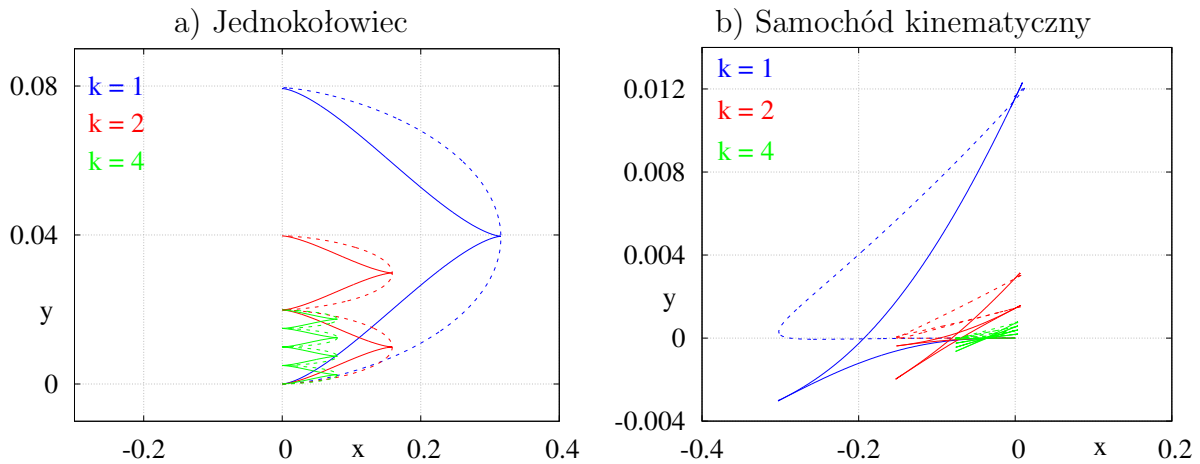 a) Jednokołowiec
k = 1
k = 2
k = 4
0.08
0.04
0
y
-0.2
0
x
0.2
0.4
b) Samochód kinematyczny
k = 1
k = 2
k = 4
0.012
0.008
0.004
0
-0.004
y
-0.4
-0.2
0
x
0.2